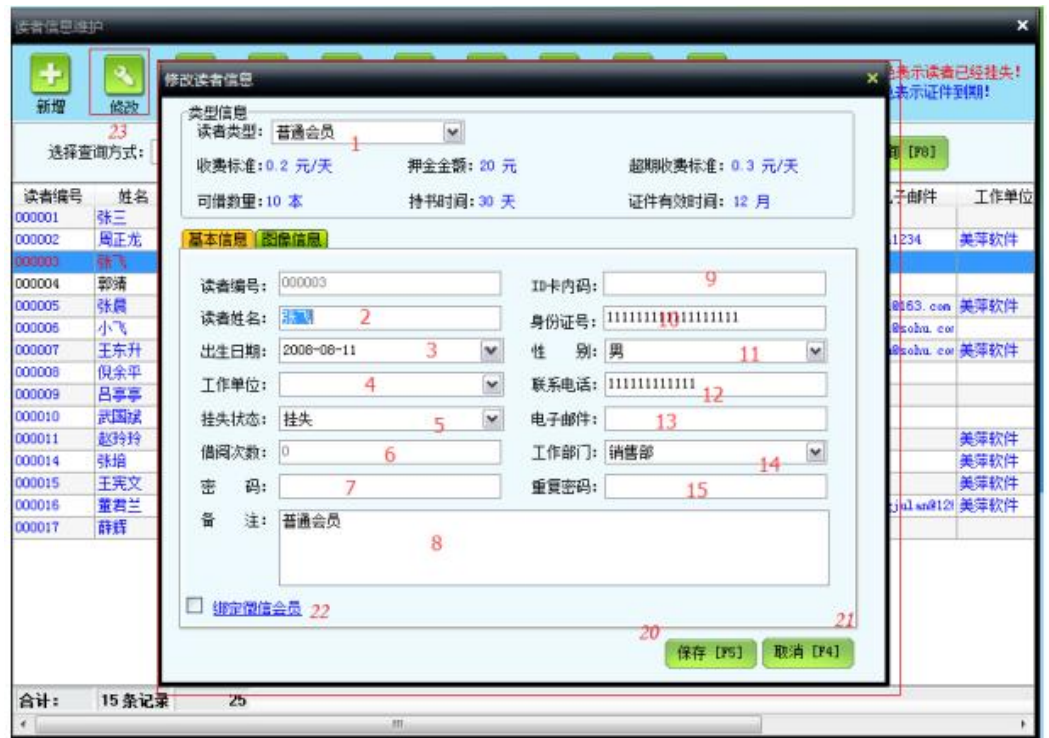 读者信息维护
新增
修改
23
选择查询方式:
色表示读者已经挂失!
色表示证件到期!
询 [F8]
修改读者信息
类型信息
读者类型: 普通会员 1
收费标准:0.2 元/天 押金金额: 20 元 超期收费标准: 0.3 元/天
可借数量:10 本 持书时间:30 天 证件有效时间: 12 月
基本信息 图像信息
读者编号: 000003 ID卡内码: 9
读者姓名: 张飞 2 身份证号: 111111111111111111 10
出生日期: 2008-08-11 3 性 别: 男 11
工作单位: 4 联系电话: 111111111111 12
挂失状态: 挂失 5 电子邮件: 13
借阅次数: 0 6 工作部门: 销售部 14
密 码: 7 重复密码: 15
备 注: 普通会员
8
绑定微信会员 22
20 21
保存 [F5] 取消 [F4]
读者编号 姓名 子邮件 工作单位
000001 张三
000002 周正龙 1234 美萍软件
000003 张飞
000004 郭靖
000005 张晨 @163.com 美萍软件
000006 小飞 @sohu.co
000007 王东升 @sohu.co 美萍软件
000008 倪余平
000009 吕亭亭
000010 武国斌
000011 赵玲玲 美萍软件
000014 张培 美萍软件
000015 王宪文 美萍软件
000016 董君兰 julan@12 美萍软件
000017 薛辉
合计: 15 条记录 25